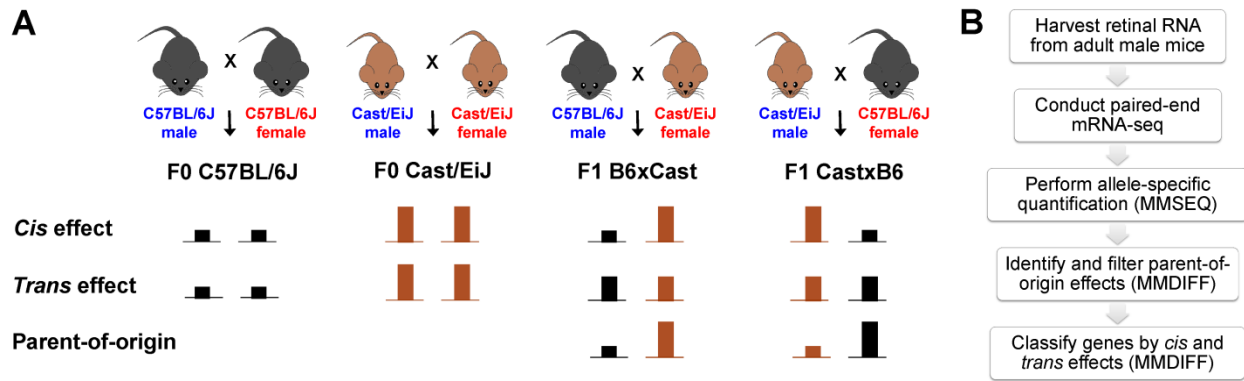 A
X
X
X
X
C57BL/6J
male
C57BL/6J
female
Cast/EiJ
male
Cast/EiJ
female
C57BL/6J
male
Cast/EiJ
female
Cast/EiJ
male
C57BL/6J
female
F0 C57BL/6J
F0 Cast/EiJ
F1 B6xCast
F1 CastxB6
Cis effect
Trans effect
Parent-of-origin
B
Harvest retinal RNA
from adult male mice
Conduct paired-end
mRNA-seq
Perform allele-specific
quantification (MMSEQ)
Identify and filter parent-of-
origin effects (MMDIFF)
Classify genes by cis and
trans effects (MMDIFF)